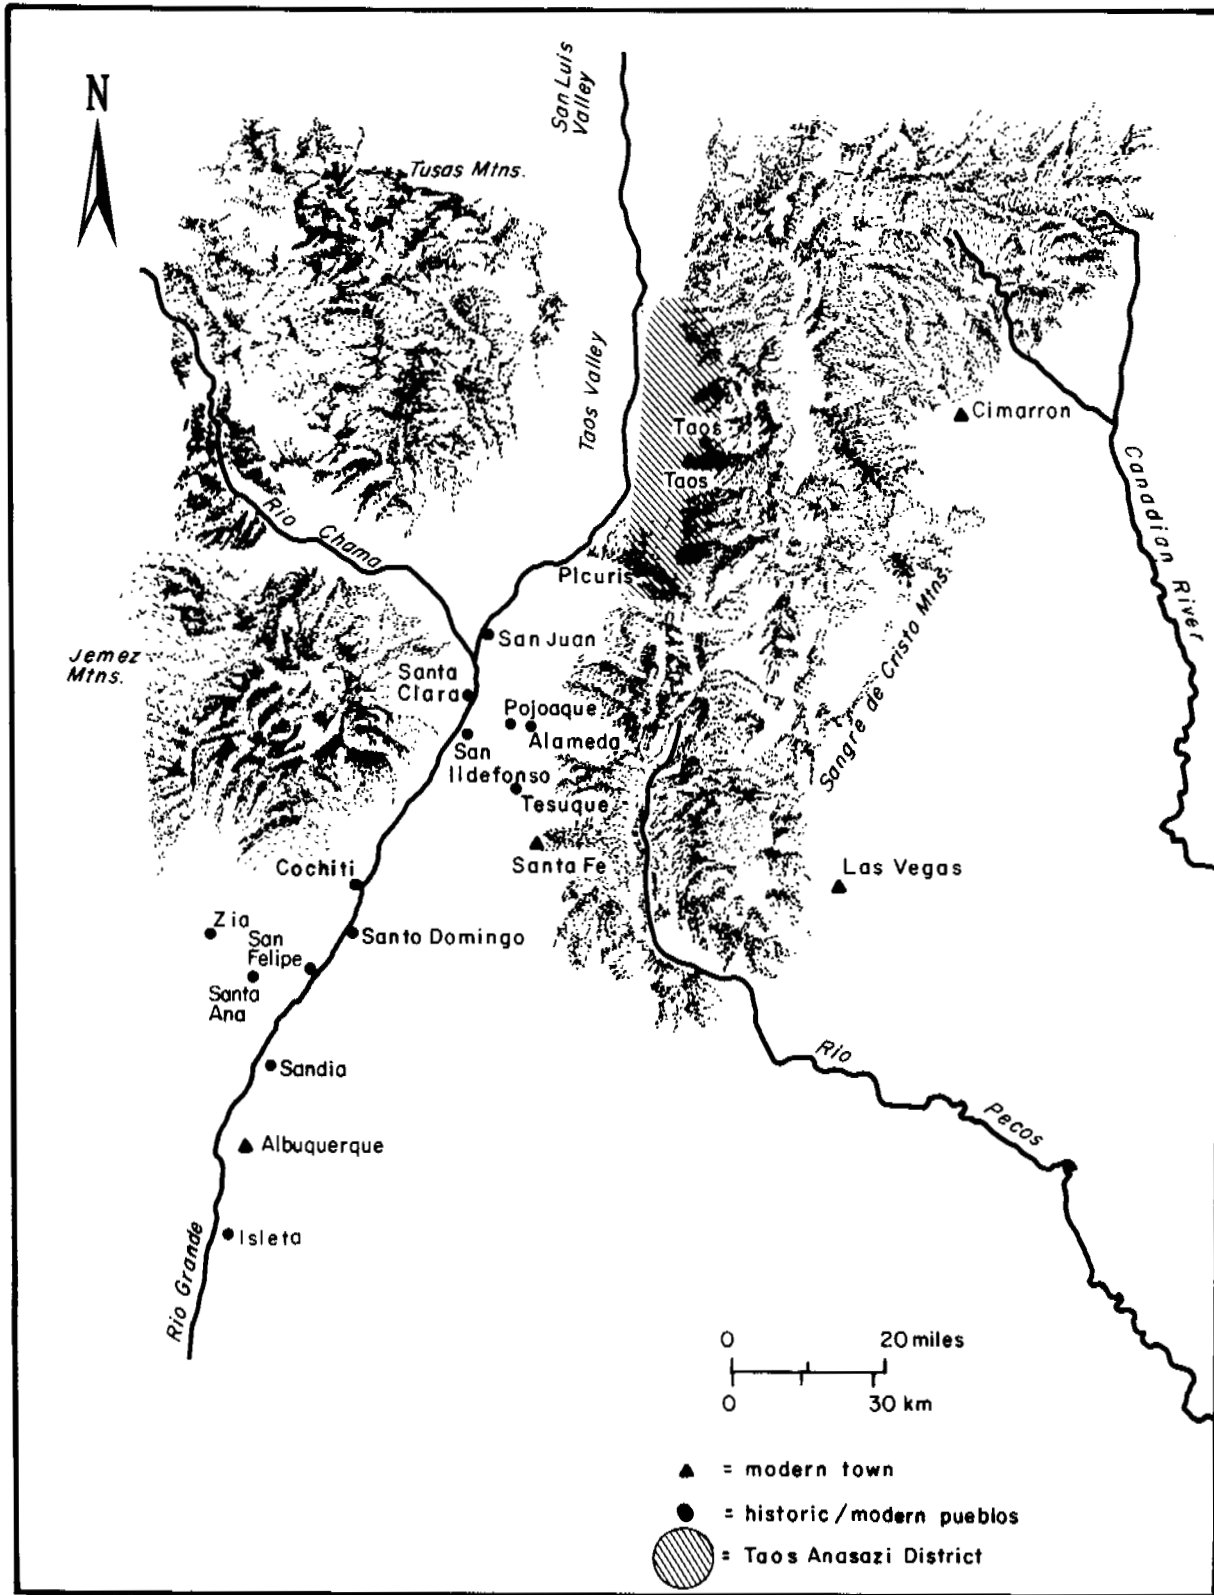 N
San Luis
Valley
Tusas Mtns.
Taos Valley
Taos
Taos
Cimarron
Canadian River
Rio Chama
Picuris
San Juan
Jemez
Mtns.
Santa
Clara
Pojoaque
Alameda
San
Ildefonso
Tesuque
Santa Fe
Sangre de Cristo Mtns.
Las Vegas
Cochiti
Zia
San
Felipe
Santo Domingo
Santa
Ana
Sandia
Rio Pecos
Albuquerque
Isleta
Rio Grande
0 20 miles
0 30 km
= modern town
= historic/modern pueblos
= Taos Anasazi District